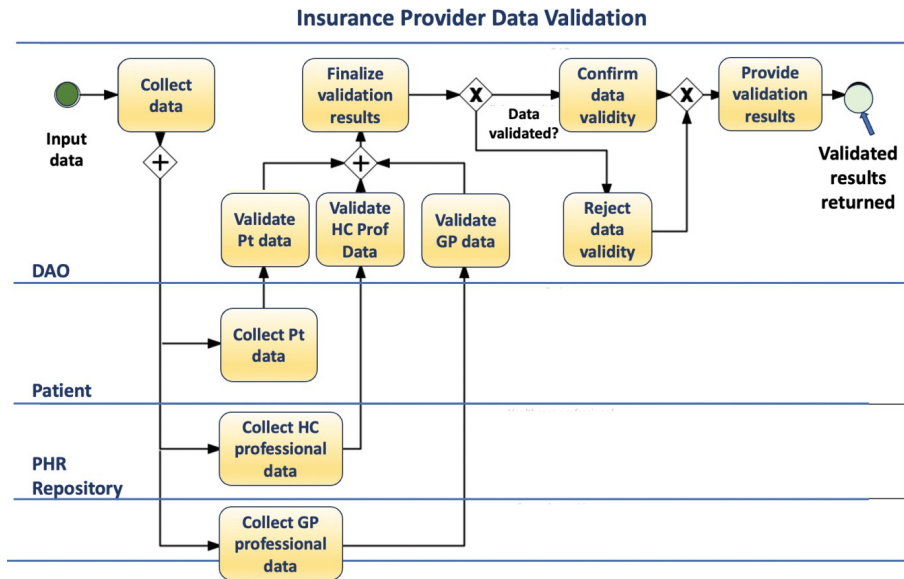 Insurance Provider Data Validation
Collect
data
Finalize
validation
results
X
Confirm
data
validity
X
Provide
validation
results
Input
data
Data
validated?
Validated
results
returned
+
+
Validate
Pt data
Validate
HC Prof
Data
Validate
GP data
Reject
data
validity
DAO
Collect Pt
data
Patient
Collect HC
professional
data
PHR
Repository
Collect GP
professional
data